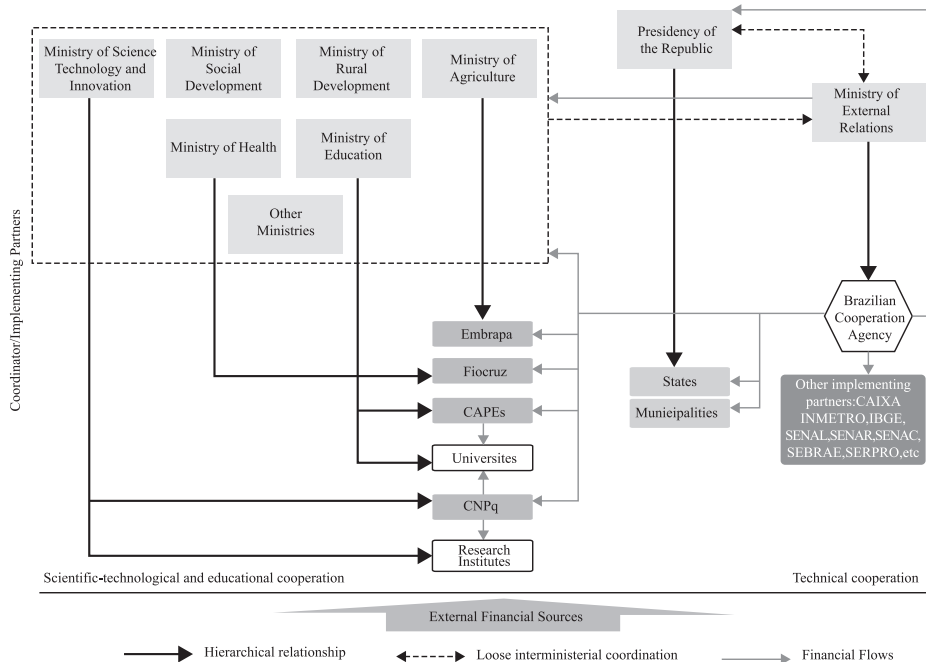 Coordinator/Implementing Partners
Ministry of Science
Technology and
Innovation
Ministry of
Social
Development
Ministry of
Rural
Development
Ministry of
Agriculture
Ministry of Health
Ministry of
Education
Other
Ministries
Presidency of
the Republic
Ministry of
External
Relations
Embrapa
Fiocruz
CAPEs
Universites
CNPq
Research
Institutes
States
Muneipalities
Brazilian
Cooperation
Agency
Other implementing
partners:CAIXA
INMETRO,IBGE,
SENAL,SENAR,SENAC,
SEBRAE,SERPRO,etc
Scientific-technological and educational cooperation
Technical cooperation
External Financial Sources
Hierarchical relationship
Loose interministerial coordination
Financial Flows